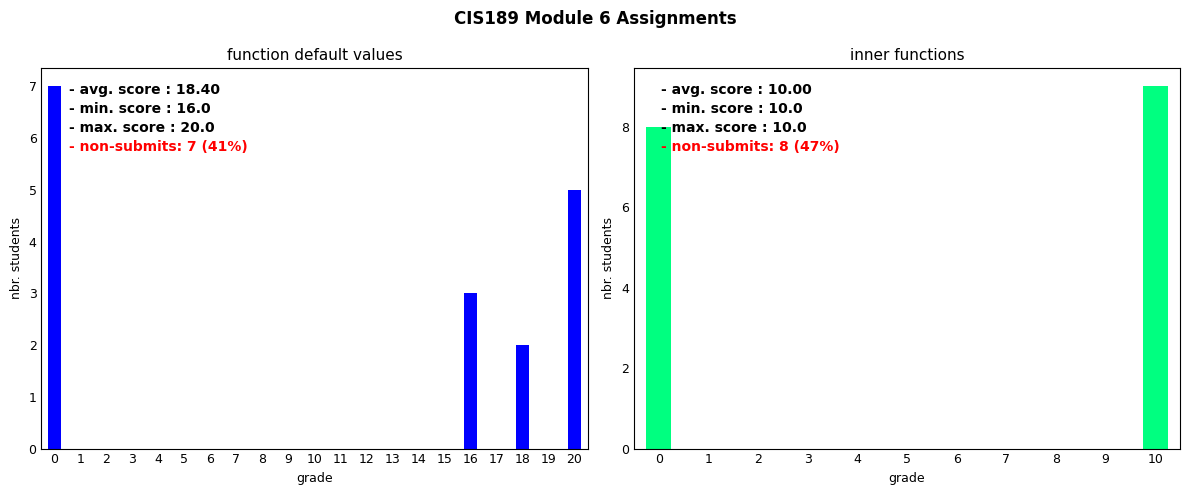 CIS189 Module 6 Assignments
function default values
- avg. score : 18.40
- min. score : 16.0
- max. score : 20.0
- non-submits: 7 (41%)
7
6
5
4
3
2
1
0
nbr. students
0 1 2 3 4 5 6 7 8 9 10 11 12 13 14 15 16 17 18 19 20
grade
inner functions
- avg. score : 10.00
- min. score : 10.0
- max. score : 10.0
- non-submits: 8 (47%)
8
6
4
2
0
nbr. students
0 1 2 3 4 5 6 7 8 9 10
grade